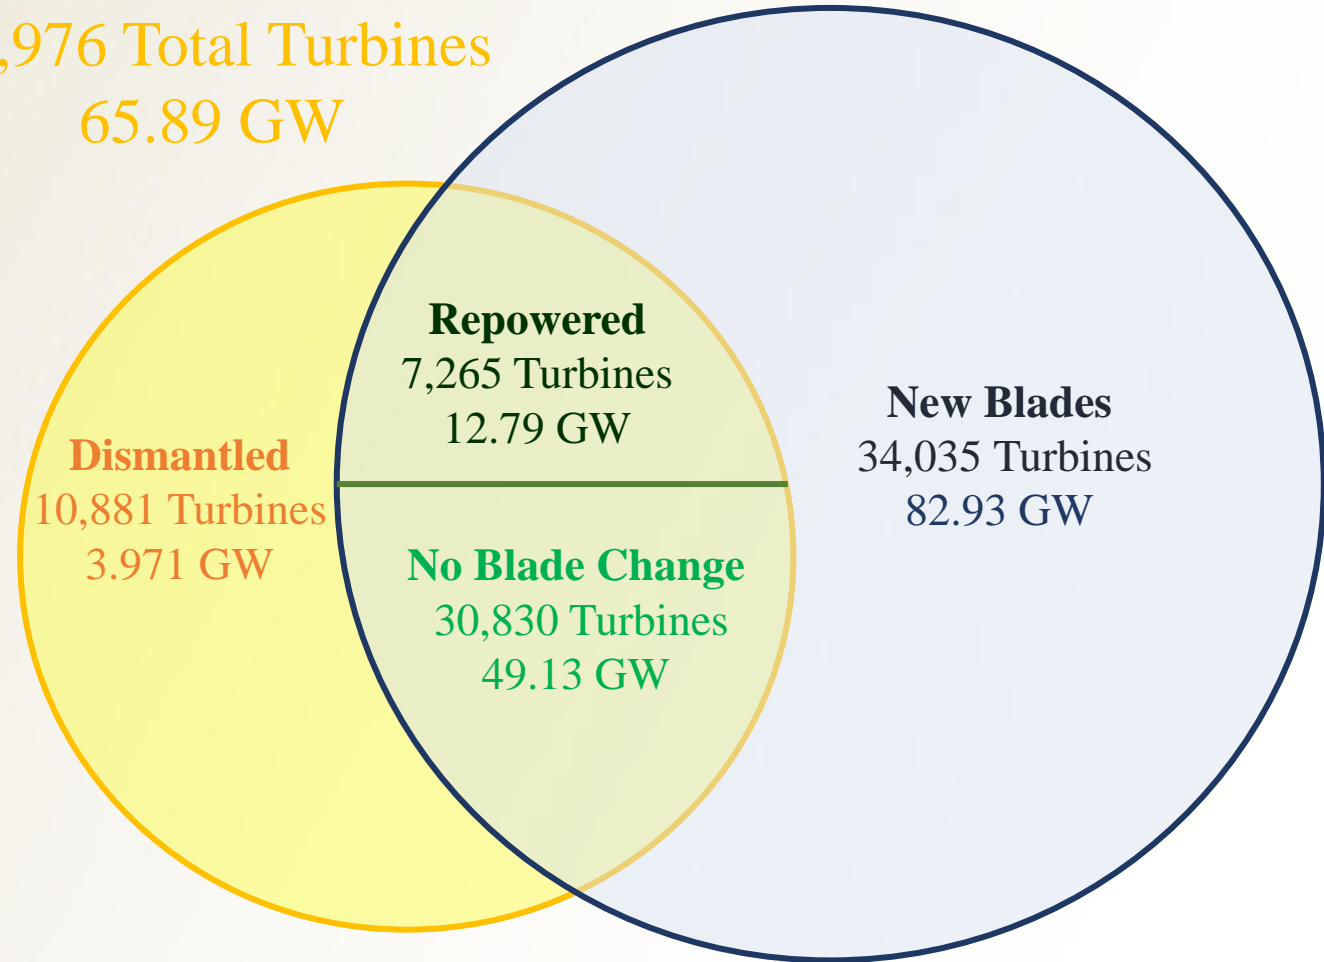 ,976 Total Turbines
65.89 GW
Repowered
7,265 Turbines
12.79 GW
New Blades
34,035 Turbines
82.93 GW
Dismantled
10,881 Turbines
3.971 GW
No Blade Change
30,830 Turbines
49.13 GW